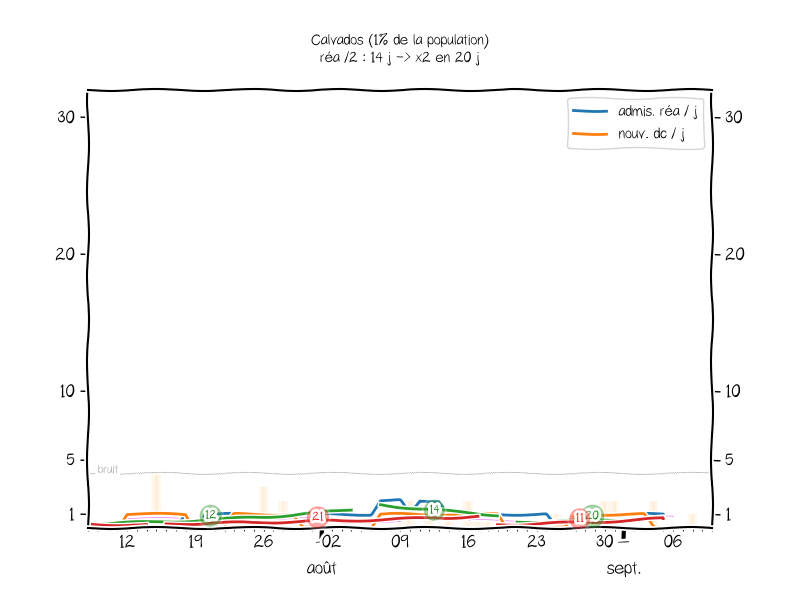 Calvados (1% de la population)
réa /2 : 14 j -> x2 en 20 j
admis. réa / j
nouv. dc / j
30 30
20 20
10 10
5 5
bruit
1 1
12 21 14 11 20
12 19 26 02 09 16 23 30 06
août sept.